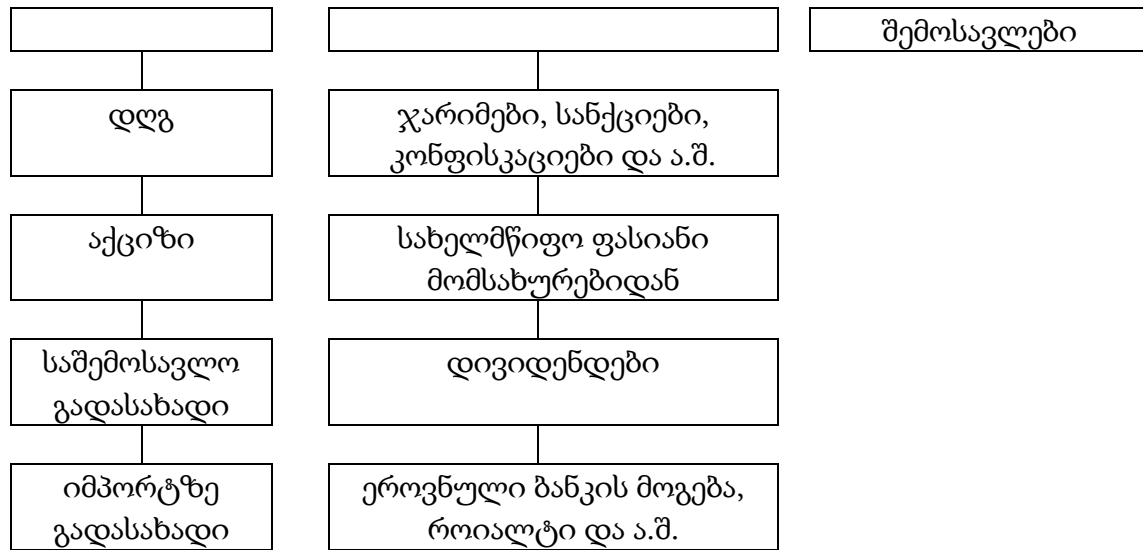 შემოსავლები
დღგ
ჯარიმები, სანქციები,
კონფისკაციები და ა.შ.
აქციზი
სახელმწიფო ფასიანი
მომსახურებიდან
საშემოსავლო
გადასახადი
დივიდენდები
იმპორტზე
გადასახადი
ეროვნული ბანკის მოგება,
როიალტი და ა.შ.